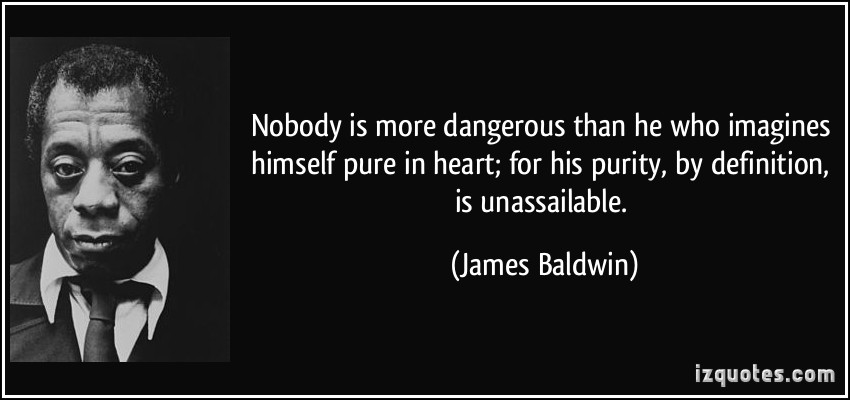 Nobody is more dangerous than he who imagines
himself pure in heart; for his purity, by definition,
is unassailable.
(James Baldwin)
izquotes.com